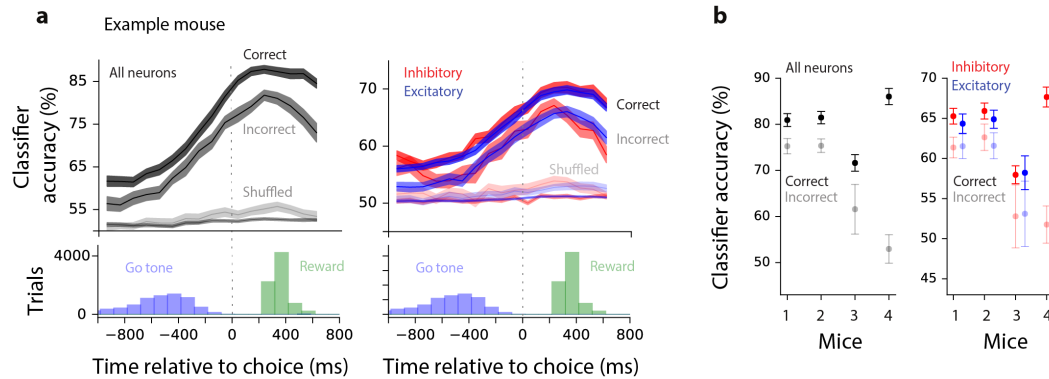 a
Example mouse
Classifier
accuracy (%)
85
75
65
55
All neurons
Correct
Incorrect
Shuffled
70
60
50
Inhibitory
Excitatory
Correct
Incorrect
Shuffled
Trials
4000
0
Go tone
Reward
−800
−400
0
400
800
Time relative to choice (ms)
Go tone
Reward
−800
−400
0
400
800
Time relative to choice (ms)
b
All neurons
Classifier accuracy (%)
90
80
70
60
50
Correct
Incorrect
1
2
3
4
Mice
Inhibitory
Excitatory
70
65
60
55
50
45
Correct
Incorrect
1
2
3
4
Mice